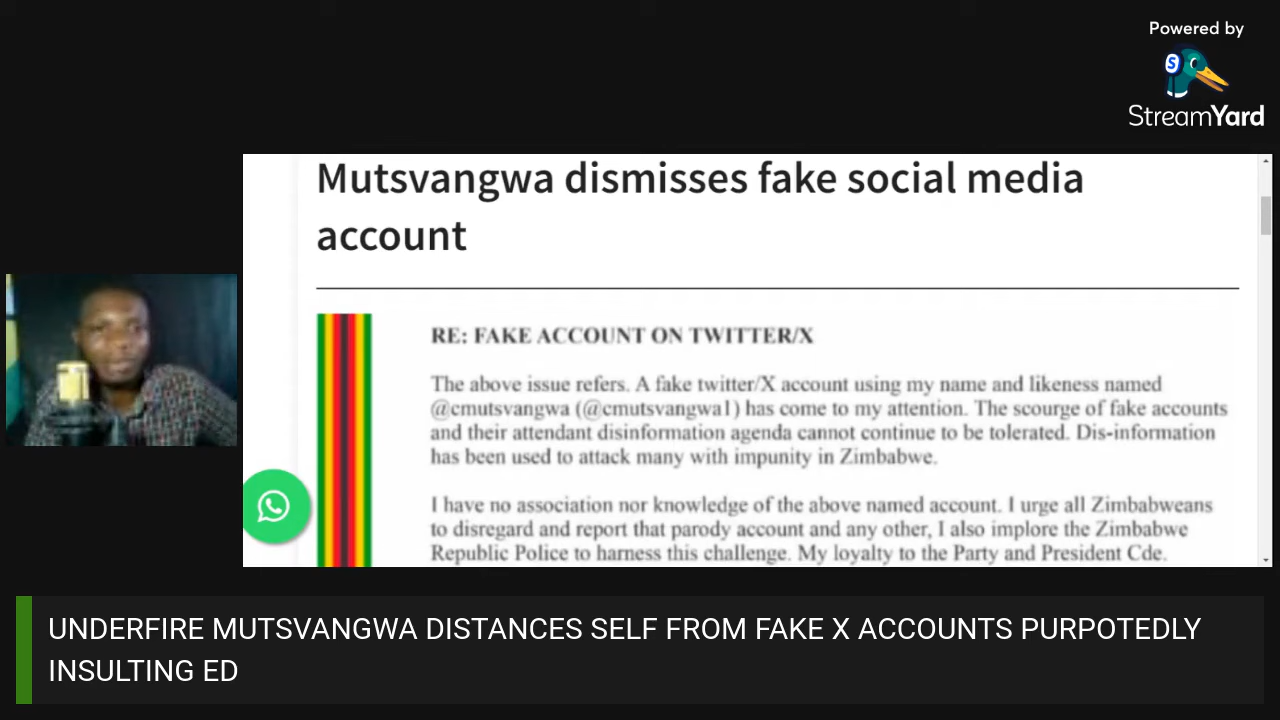 Powered by
StreamYard
Mutsvangwa dismisses fake social media
account
RE: FAKE ACCOUNT ON TWITTER/X
The above issue refers. A fake twitter/X account using my name and likeness named
@cmutsvangwa (@cmutsvangwa1) has come to my attention. The scourge of fake accounts
and their attendant disinformation agenda cannot continue to be tolerated. Dis-information
has been used to attack many with impunity in Zimbabwe.
I have no association nor knowledge of the above named account. I urge all Zimbabweans
to disregard and report that parody account and any other, I also implore the Zimbabwe
Republic Police to harness this challenge. My loyalty to the Party and President Cde.
UNDERFIRE MUTSVANGWA DISTANCES SELF FROM FAKE X ACCOUNTS PURPOTEDLY
INSULTING ED